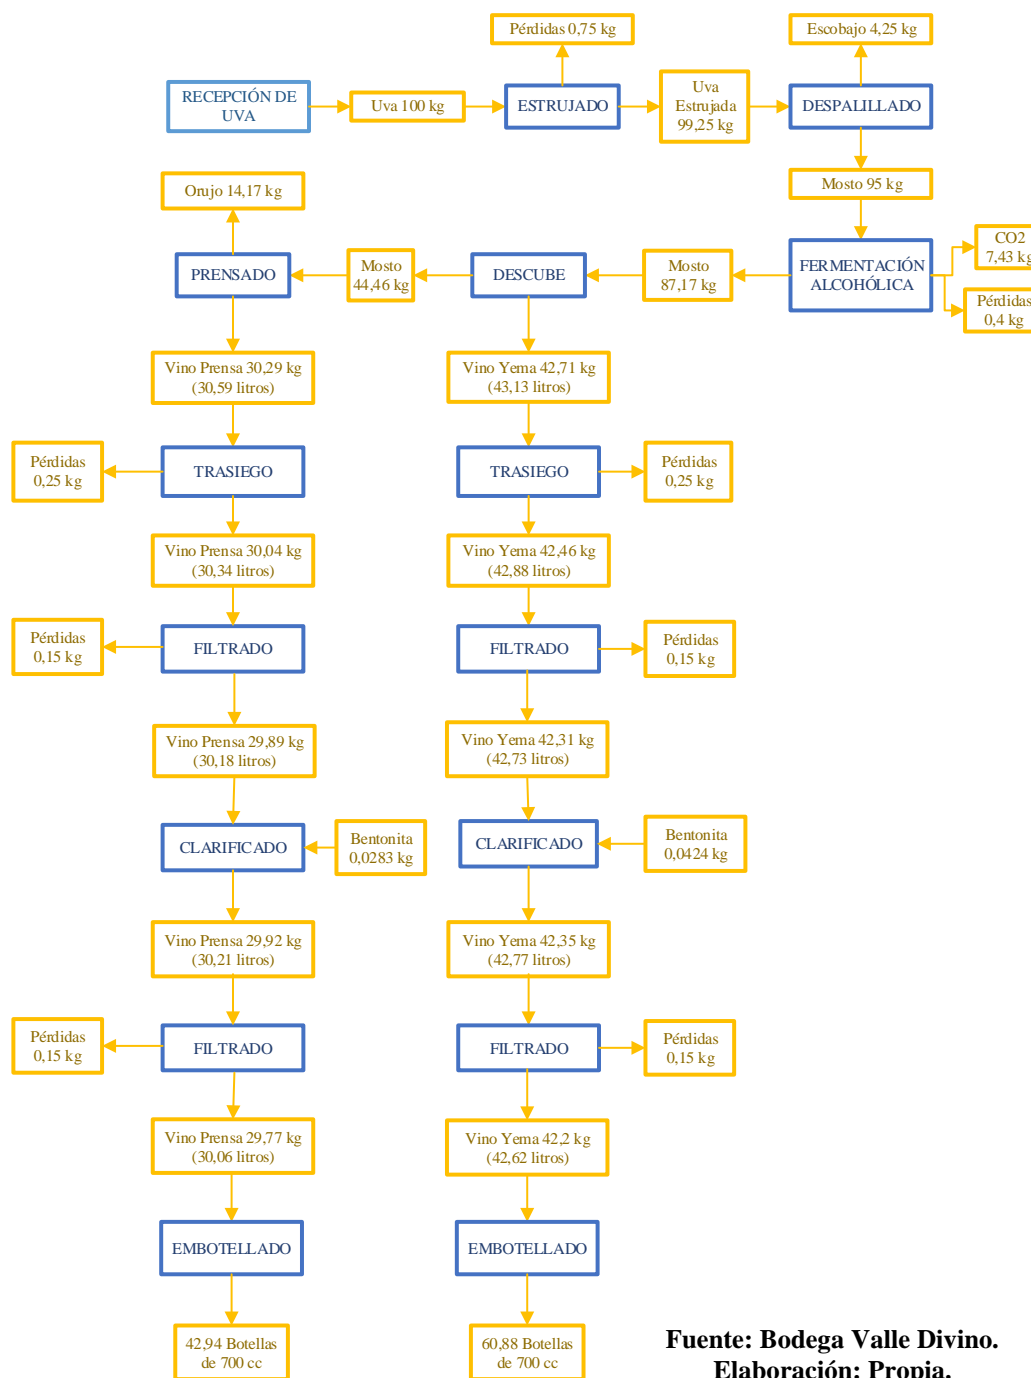 Pérdidas 0,75 kg
Escobajo 4,25 kg
RECEPCIÓN DE
UVA
Uva 100 kg
ESTRUJADO
Uva
Estrujada
99,25 kg
DESPALILLADO
Mosto 95 kg
Orujo 14,17 kg
PRENSADO
Mosto
44,46 kg
DESCUBE
Mosto
87,17 kg
FERMENTACIÓN
ALCOHÓLICA
CO2
7,43 kg
Pérdidas
0,4 kg
Vino Prensa 30,29 kg
(30,59 litros)
Vino Yema 42,71 kg
(43,13 litros)
Pérdidas
0,25 kg
TRASIEGO
TRASIEGO
Pérdidas
0,25 kg
Vino Prensa 30,04 kg
(30,34 litros)
Vino Yema 42,46 kg
(42,88 litros)
Pérdidas
0,15 kg
FILTRADO
FILTRADO
Pérdidas
0,15 kg
Vino Prensa 29,89 kg
(30,18 litros)
Vino Yema 42,31 kg
(42,73 litros)
CLARIFICADO
Bentonita
0,0283 kg
CLARIFICADO
Bentonita
0,0424 kg
Vino Prensa 29,92 kg
(30,21 litros)
Vino Yema 42,35 kg
(42,77 litros)
Pérdidas
0,15 kg
FILTRADO
FILTRADO
Pérdidas
0,15 kg
Vino Prensa 29,77 kg
(30,06 litros)
Vino Yema 42,2 kg
(42,62 litros)
EMBOTELLADO
EMBOTELLADO
42,94 Botellas
de 700 cc
60,88 Botellas
de 700 cc
Fuente: Bodega Valle Divino.
Elaboración: Propia.